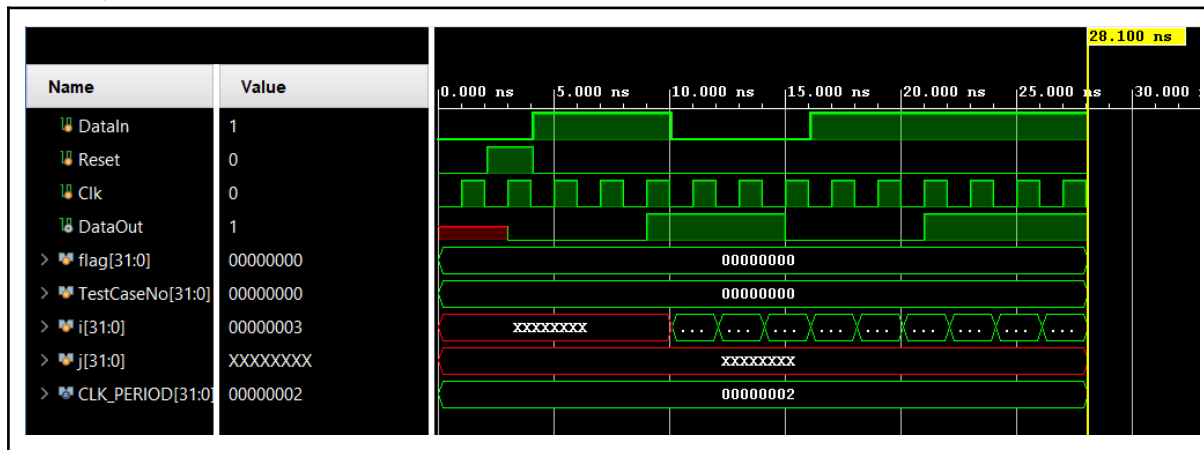 28.100 ns
Name Value
0.000 ns 5.000 ns 10.000 ns 15.000 ns 20.000 ns 25.000 ns 30.000
DataIn 1
Reset 0
Clk 0
DataOut 1
flag[31:0] 00000000 00000000
TestCaseNo[31:0] 00000000 00000000
i[31:0] 00000003 XXXXXXXX ... ... ... ... ... ... ... ... ...
j[31:0] XXXXXXXX XXXXXXXX
CLK_PERIOD[31:0] 00000002 00000002